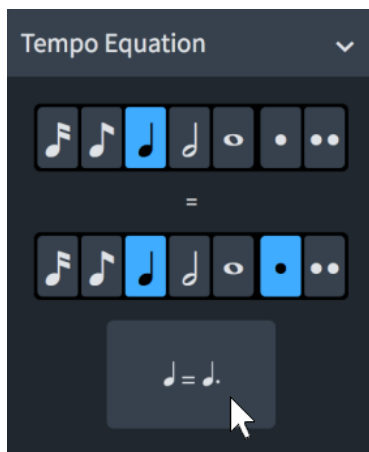 Tempo Equation
=
=